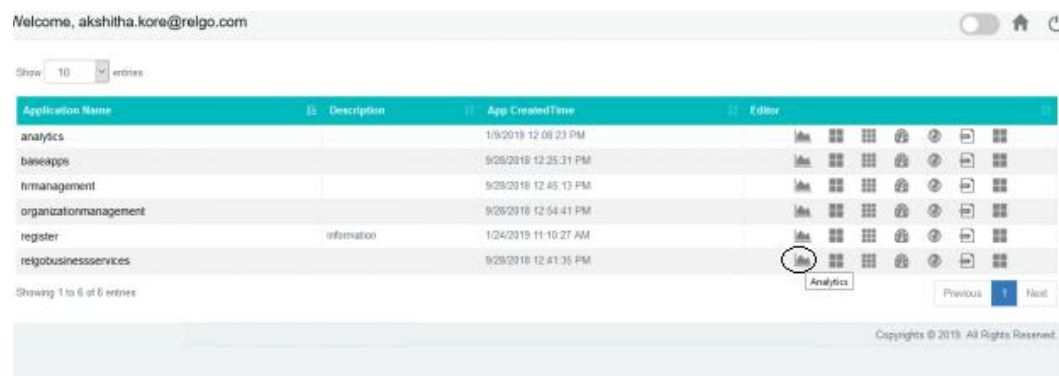 Welcome, akshitha.kore@relgo.com
Show 10 entries
Application Name Description App CreatedTime Editor
analytics 1/9/2019 12:08:23 PM
baseapps 9/28/2018 12:25:31 PM
hrmanagement 9/28/2018 12:45:13 PM
organizationmanagement 9/28/2018 12:54:41 PM
register information 1/24/2019 11:10:27 AM
relgobusinessservices 9/28/2018 12:41:35 PM
Analytics
Showing 1 to 6 of 6 entries Previous 1 Next
Copyrights © 2019. All Rights Reserved.